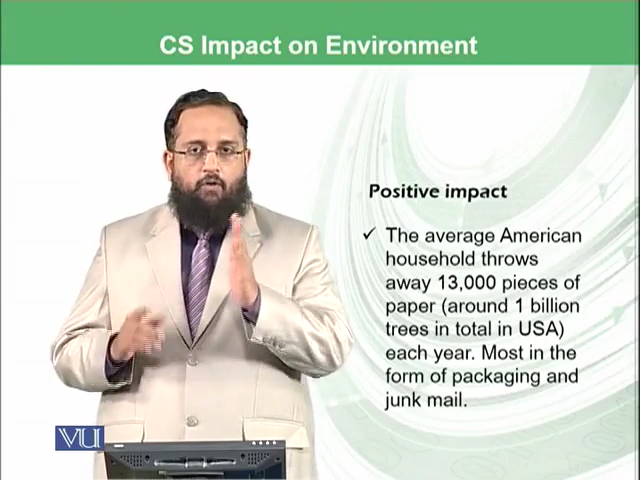 CS Impact on Environment
Positive impact
✓ The average American
household throws
away 13,000 pieces of
paper (around 1 billion
trees in total in USA)
each year. Most in the
form of packaging and
junk mail.
VU